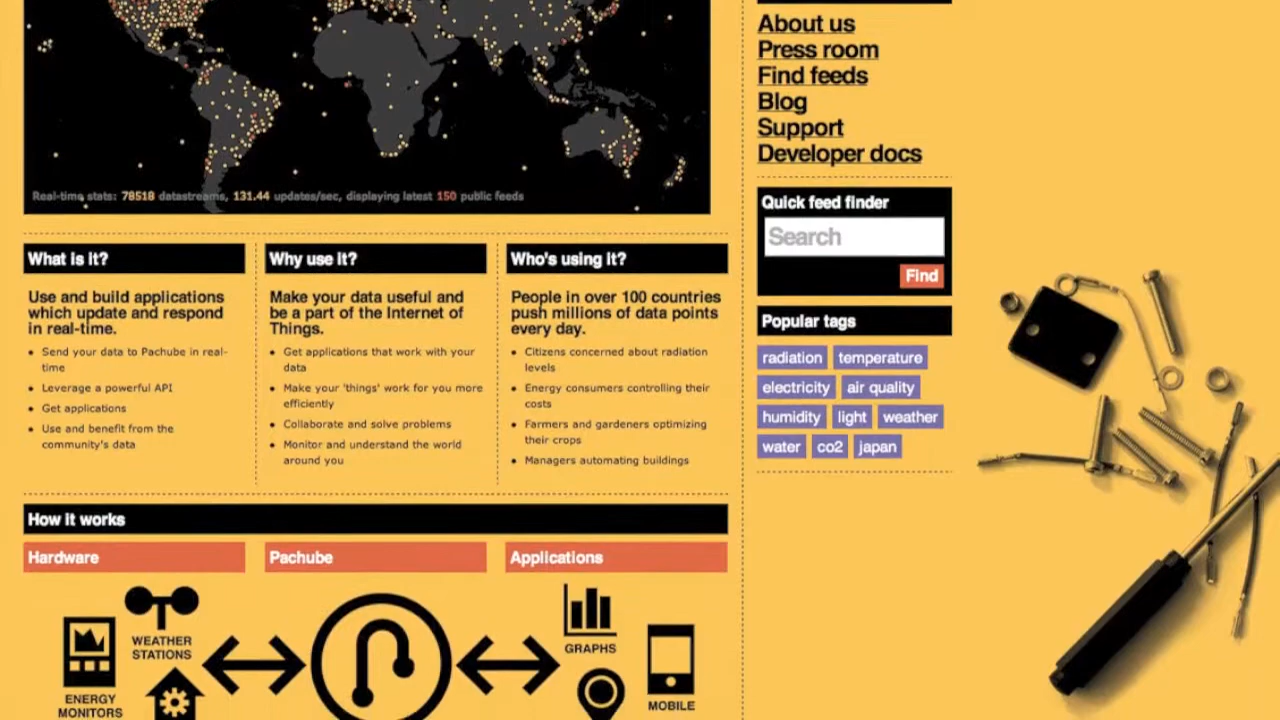 Real-time stats: 78518 datastreams, 131.44 updates/sec, displaying latest 150 public feeds
What is it?
Use and build applications
which update and respond
in real-time.
• Send your data to Pachube in real-
time
• Leverage a powerful API
• Get applications
• Use and benefit from the
community's data
Why use it?
Make your data useful and
be a part of the Internet of
Things.
• Get applications that work with your
data
• Make your 'things' work for you more
efficiently
• Collaborate and solve problems
• Monitor and understand the world
around you
Who's using it?
People in over 100 countries
push millions of data points
every day.
• Citizens concerned about radiation
levels
• Energy consumers controlling their
costs
• Farmers and gardeners optimizing
their crops
• Managers automating buildings
How it works
Hardware
Pachube
Applications
WEATHER
STATIONS
ENERGY
MONITORS
GRAPHS
MOBILE
About us
Press room
Find feeds
Blog
Support
Developer docs
Quick feed finder
Search
Find
Popular tags
radiation temperature
electricity air quality
humidity light weather
water co2 japan